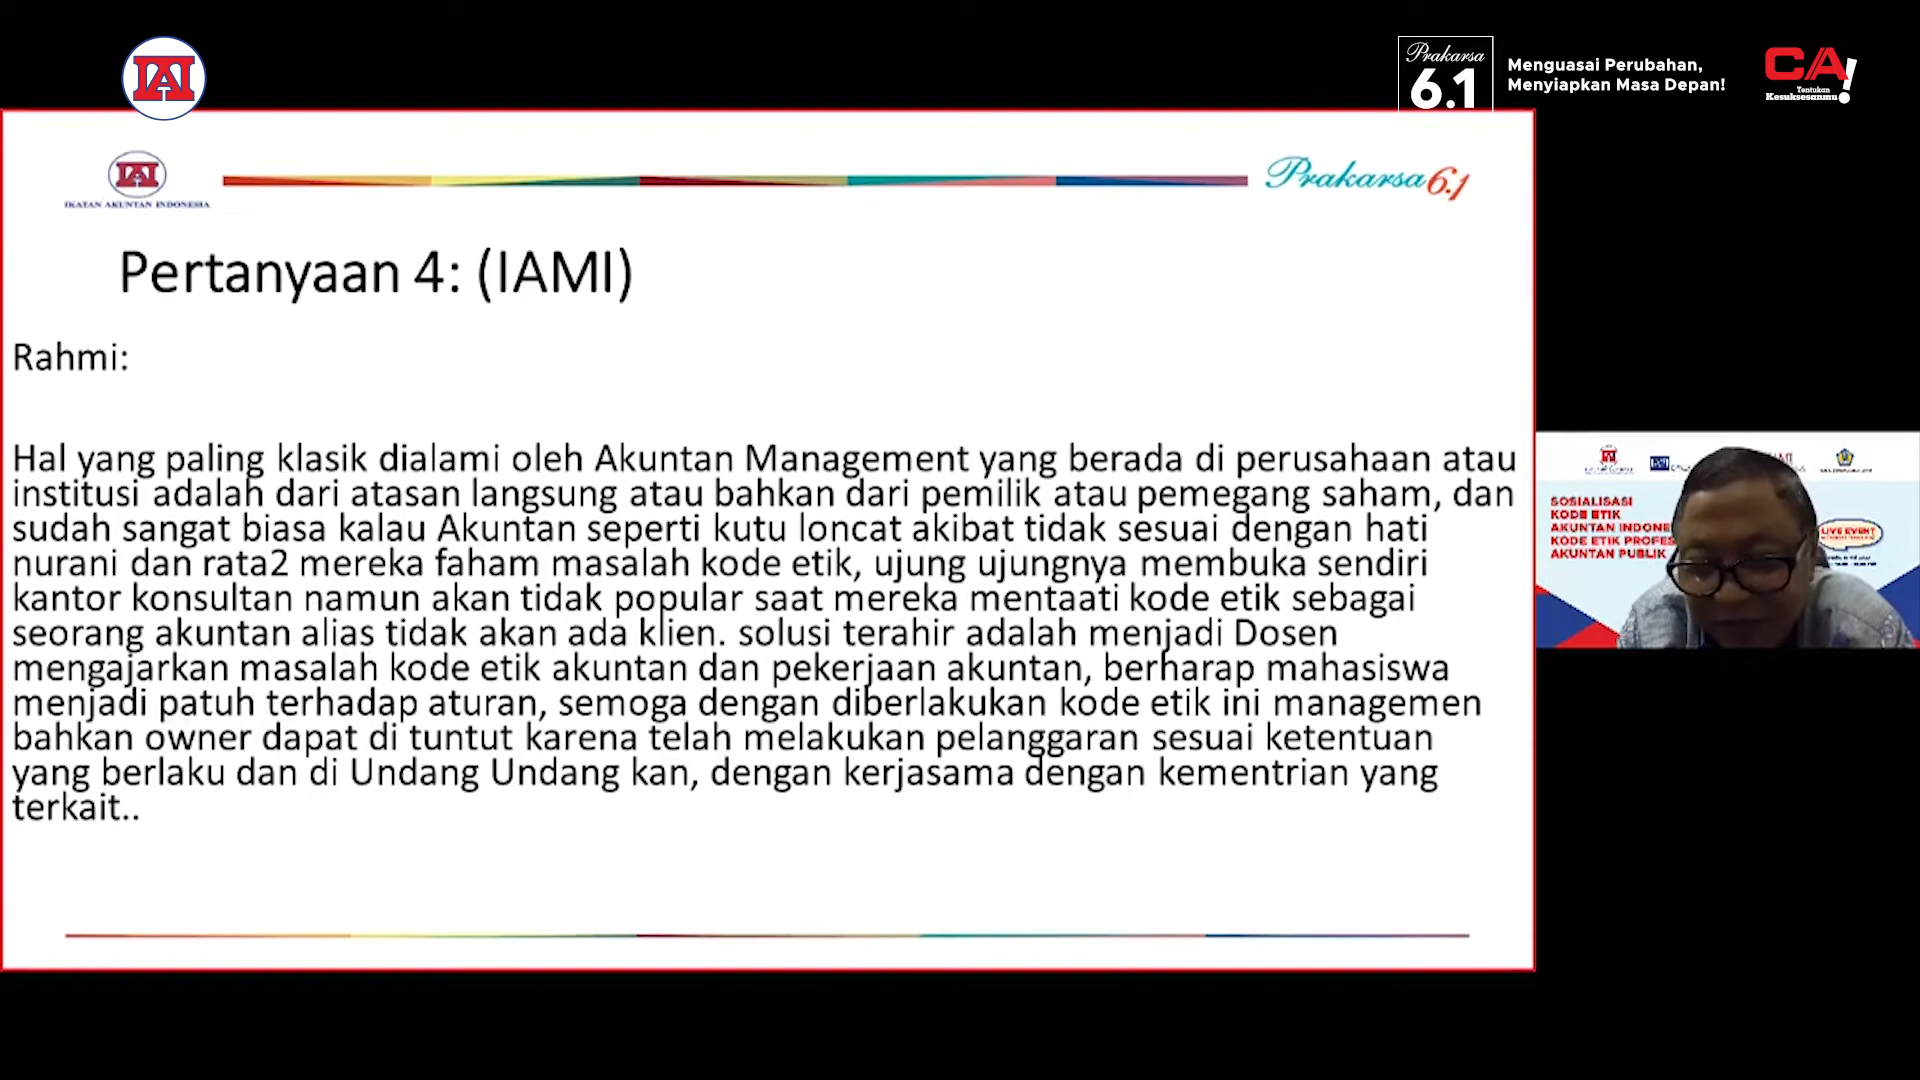 IAI
Prakarsa
6.1
Menguasai Perubahan,
Menyiapkan Masa Depan!
CA!
Tentukan
Kesuksesanmu
IAI
IKATAN AKUNTAN INDONESIA
Prakarsa 6.1
Pertanyaan 4: (IAMI)
Rahmi:
Hal yang paling klasik dialami oleh Akuntan Management yang berada di perusahaan atau
institusi adalah dari atasan langsung atau bahkan dari pemilik atau pemegang saham, dan
sudah sangat biasa kalau Akuntan seperti kutu loncat akibat tidak sesuai dengan hati
nurani dan rata2 mereka faham masalah kode etik, ujung ujungnya membuka sendiri
kantor konsultan namun akan tidak popular saat mereka mentaati kode etik sebagai
seorang akuntan alias tidak akan ada klien. solusi terahir adalah menjadi Dosen
mengajarkan masalah kode etik akuntan dan pekerjaan akuntan, berharap mahasiswa
menjadi patuh terhadap aturan, semoga dengan diberlakukan kode etik ini managemen
bahkan owner dapat di tuntut karena telah melakukan pelanggaran sesuai ketentuan
yang berlaku dan di Undang Undang kan, dengan kerjasama dengan kementrian yang
terkait..
SOSIALISASI
KODE ETIK
AKUNTAN INDONE
KODE ETIK PROFES
AKUNTAN PUBLIK
LIVE EVENT